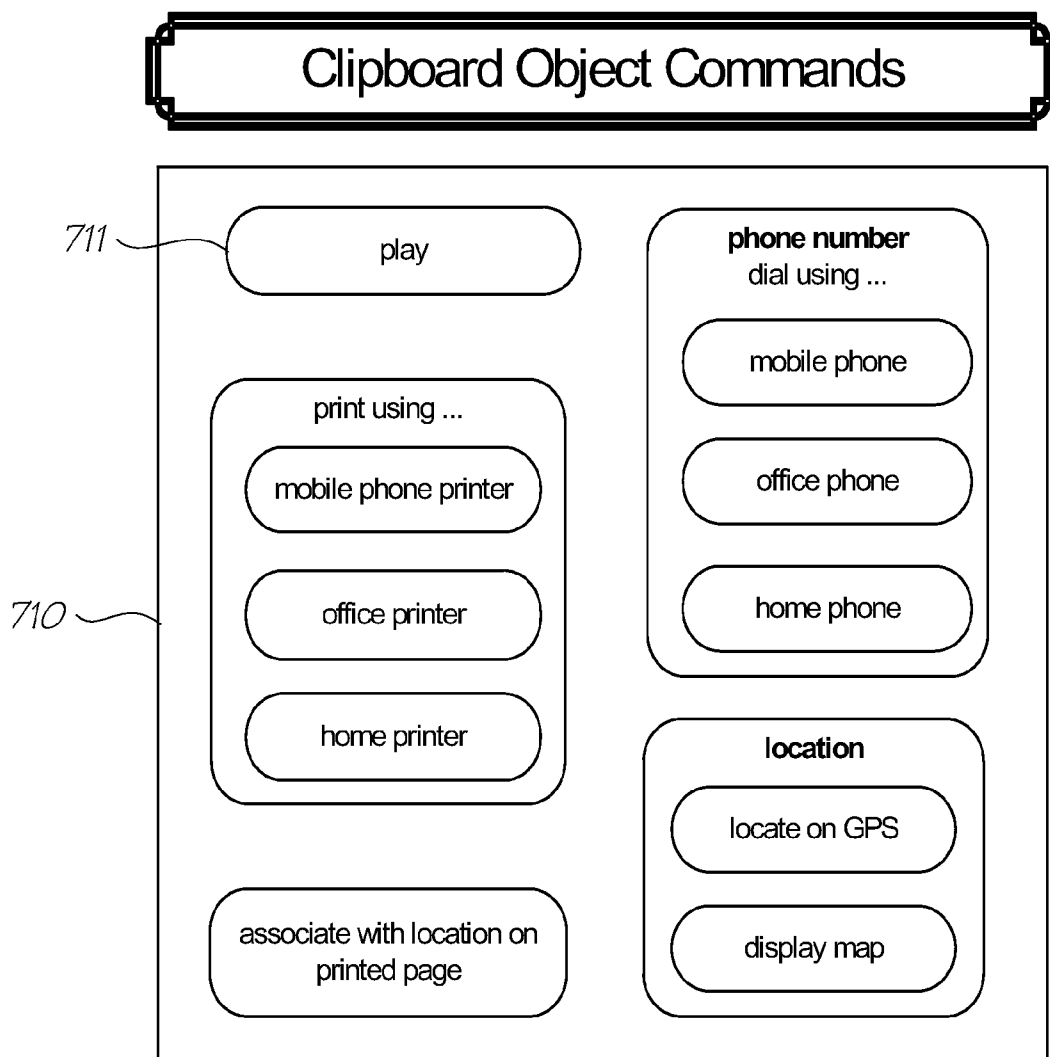 Clipboard Object Commands
711
play
print using ...
mobile phone printer
office printer
home printer
710
associate with location on
printed page
phone number
dial using ...
mobile phone
office phone
home phone
location
locate on GPS
display map